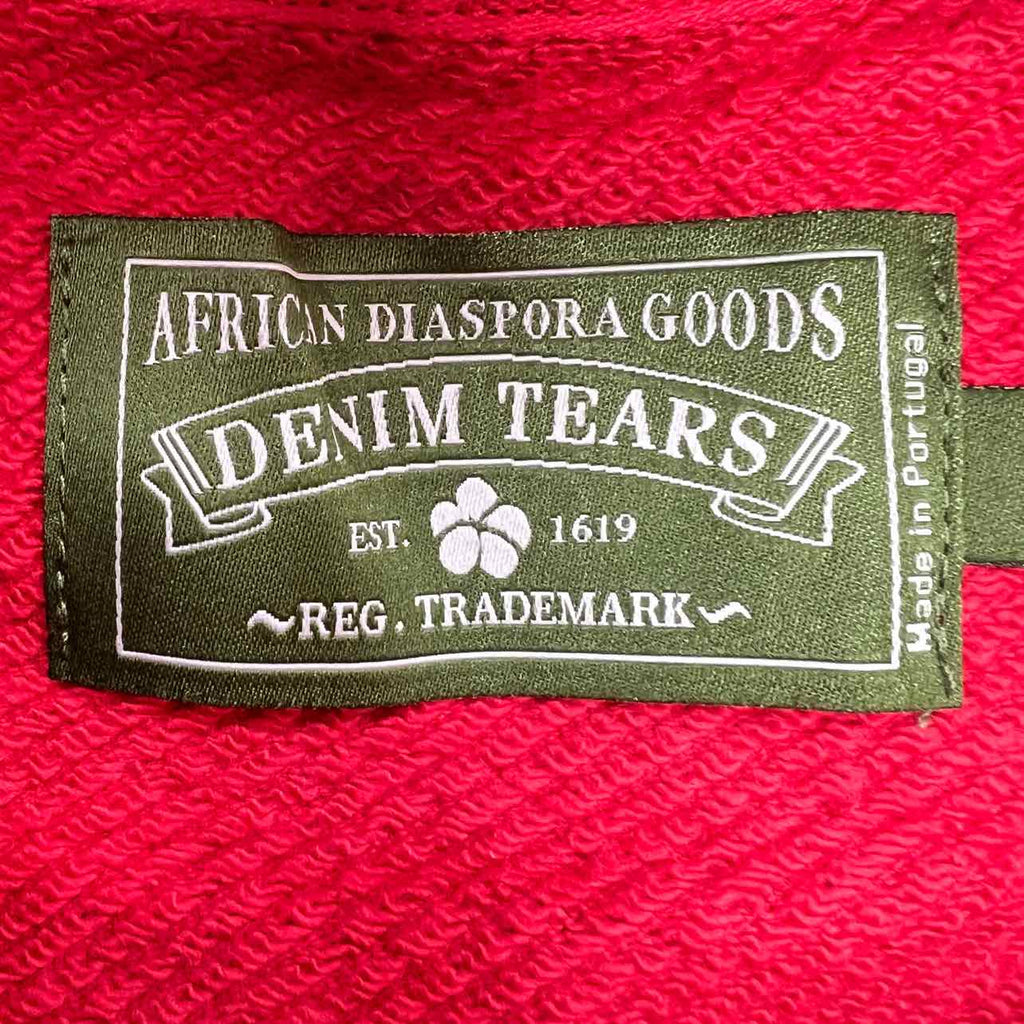 AFRICAN DIASPORA GOODS
DENIM TEARS
EST. 1619
~REG. TRADEMARK~
Made in Portugal